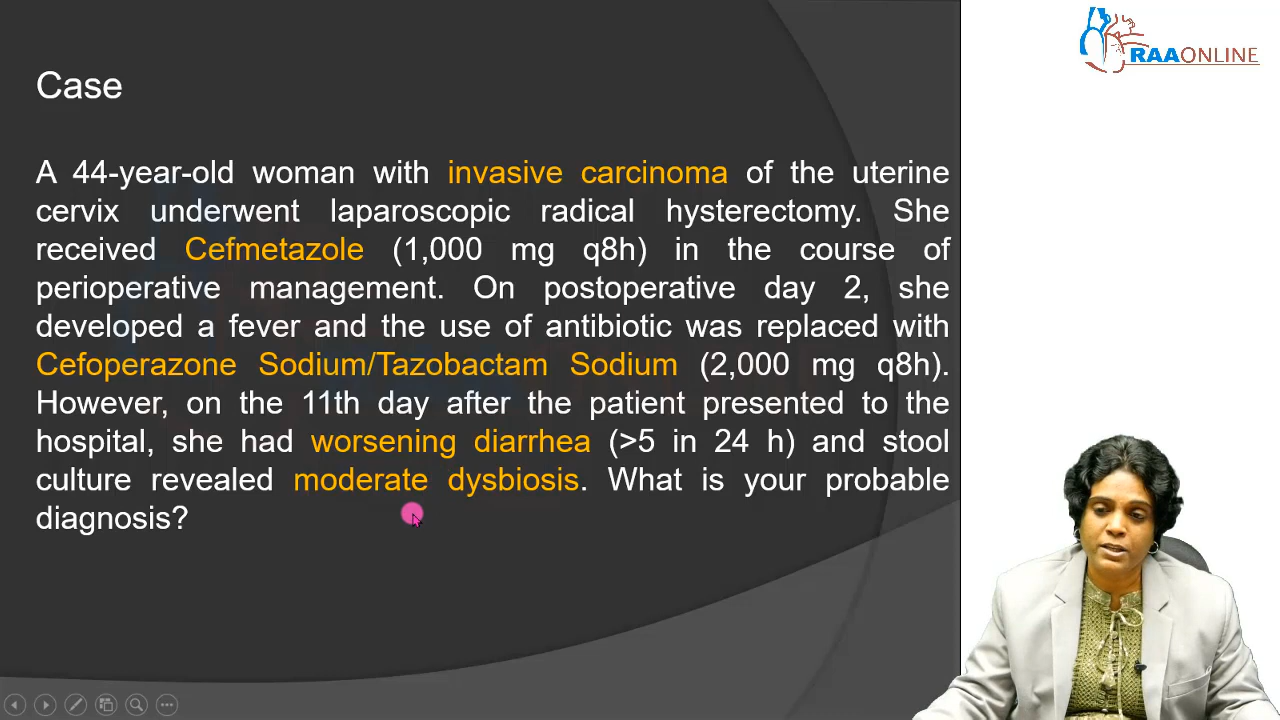 RAAONLINE
Case
A 44-year-old woman with invasive carcinoma of the uterine
cervix underwent laparoscopic radical hysterectomy. She
received Cefmetazole (1,000 mg q8h) in the course of
perioperative management. On postoperative day 2, she
developed a fever and the use of antibiotic was replaced with
Cefoperazone Sodium/Tazobactam Sodium (2,000 mg q8h).
However, on the 11th day after the patient presented to the
hospital, she had worsening diarrhea (>5 in 24 h) and stool
culture revealed moderate dysbiosis. What is your probable
diagnosis?